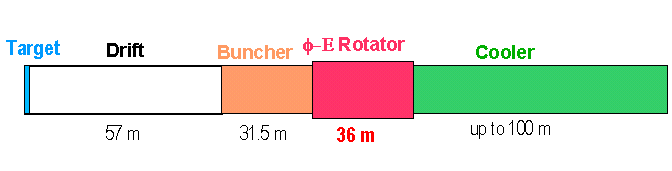 Target
Drift
Buncher
ϕ–E Rotator
Cooler
57 m
31.5 m
36 m
up to 100 m